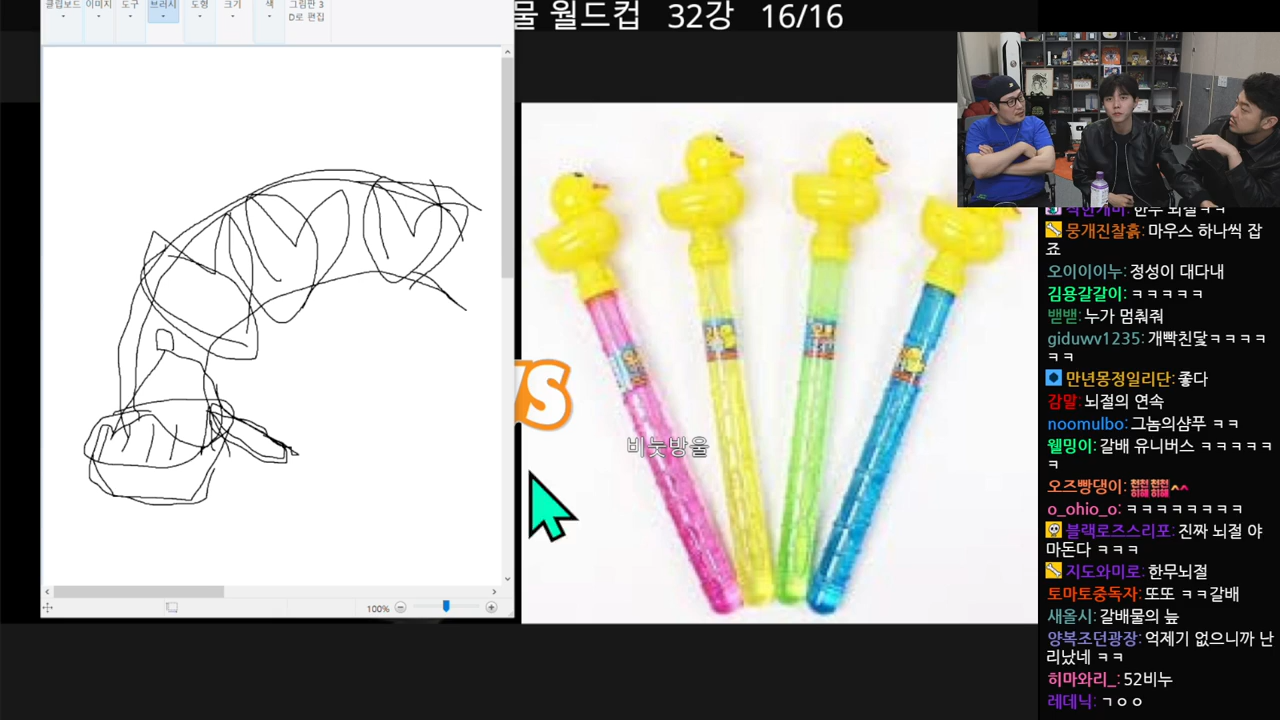 클립보드 이미지 도구 브러시 도형 크기 색 그림판 3
D로 편집
물 월드컵 32강 16/16
VS
비눗방울
100%
한무 뇌절ㅋㅋ
뭉개진찰흙: 마우스 하나씩 잡
죠
오이이이누: 정성이 대다내
김용갈갈이: ㅋㅋㅋㅋㅋ
밷밷: 누가 멈춰줘
giduwv1235: 개빡친닻ㅋㅋㅋㅋ
ㅋㅋ
만년몽정일리단: 좋다
감말: 뇌절의 연속
noomulbo: 그놈의샴푸 ㅋㅋ
웰밍이: 갈배 유니버스 ㅋㅋㅋㅋㅋ
ㅋ
오즈빵댕이:
o_ohio_o: ㅋㅋㅋㅋㅋㅋㅋㅋ
블랙로즈스리포: 진짜 뇌절 야
마돈다 ㅋㅋㅋ
지도와미로: 한무뇌절
토마토중독자: 또또 ㅋㅋ갈배
새올시: 갈배물의 늪
양복조던광장: 억제기 없으니까 난
리났네 ㅋㅋ
히마와리_: 52비누
레데닉: ㄱㅇㅇ